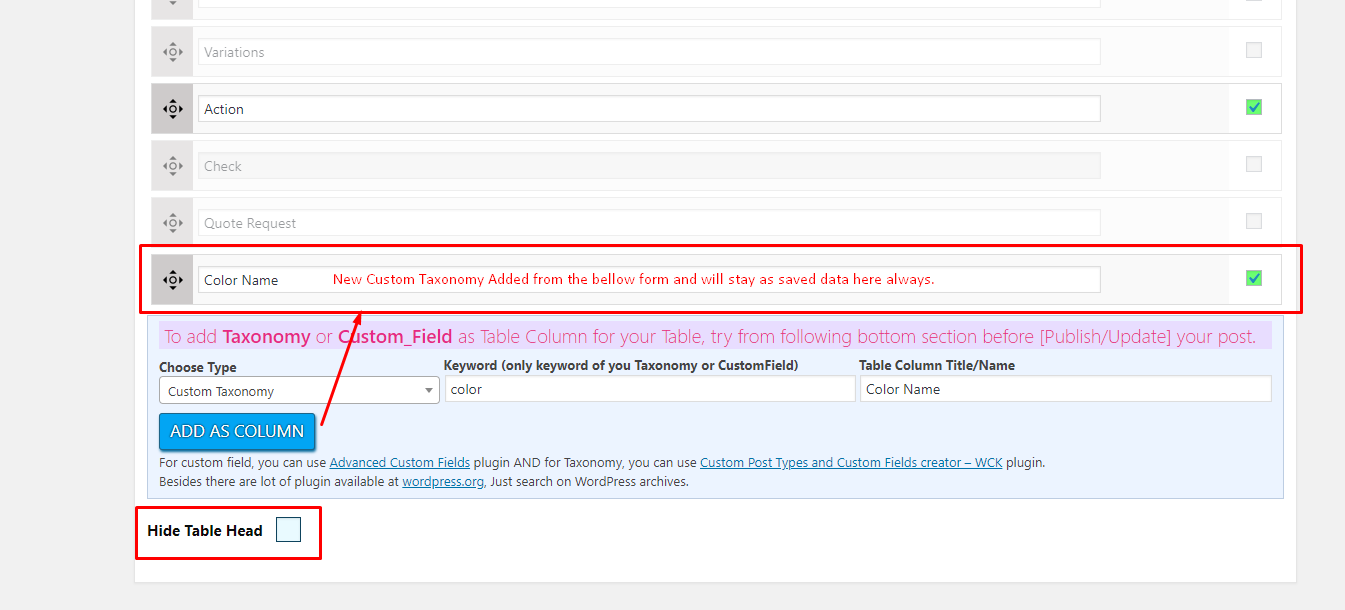 Variations
Action
Check
Quote Request
Color Name New Custom Taxonomy Added from the bellow form and will stay as saved data here always.
To add Taxonomy or Custom_Field as Table Column for your Table, try from following bottom section before [Publish/Update] your post.
Choose Type Keyword (only keyword of you Taxonomy or CustomField) Table Column Title/Name
Custom Taxonomy color Color Name
ADD AS COLUMN
For custom field, you can use Advanced Custom Fields plugin AND for Taxonomy, you can use Custom Post Types and Custom Fields creator – WCK plugin.
Besides there are lot of plugin available at wordpress.org, Just search on WordPress archives.
Hide Table Head